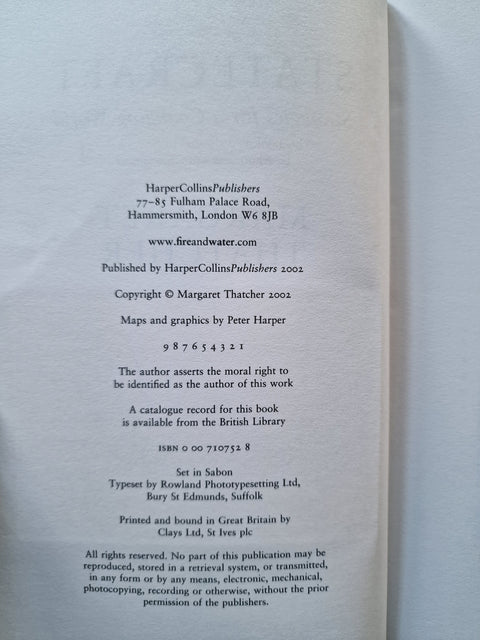 HarperCollinsPublishers
77–85 Fulham Palace Road,
Hammersmith, London W6 8JB
www.fireandwater.com
Published by HarperCollinsPublishers 2002
Copyright © Margaret Thatcher 2002
Maps and graphics by Peter Harper
9 8 7 6 5 4 3 2 1
The author asserts the moral right to
be identified as the author of this work
A catalogue record for this book
is available from the British Library
ISBN 0 00 710752 8
Set in Sabon
Typeset by Rowland Phototypesetting Ltd,
Bury St Edmunds, Suffolk
Printed and bound in Great Britain by
Clays Ltd, St Ives plc
All rights reserved. No part of this publication may be
reproduced, stored in a retrieval system, or transmitted,
in any form or by any means, electronic, mechanical,
photocopying, recording or otherwise, without the prior
permission of the publishers.